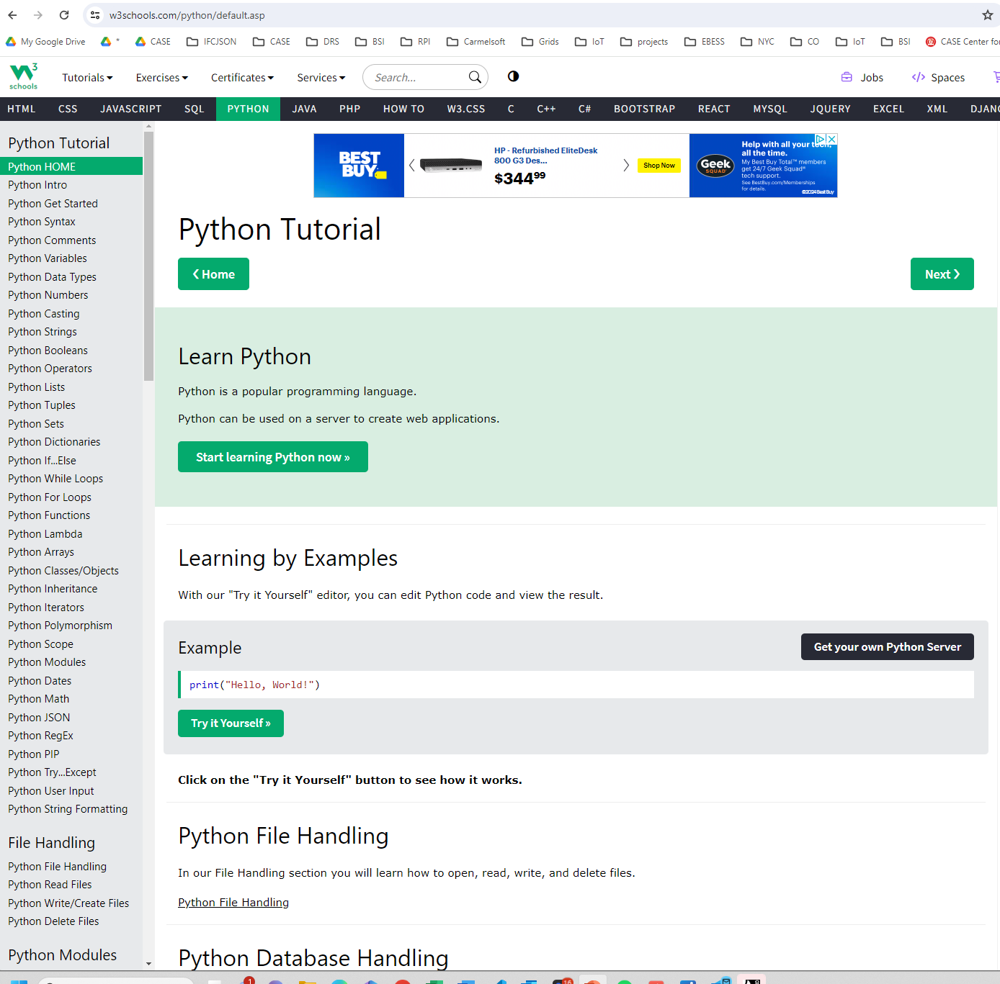 w3schools.com/python/default.asp
My Google Drive * CASE IFCJSON CASE DRS BSI RPI Carmelsoft Grids IoT projects EBESS NYC CO IoT BSI CASE Center for
W3 schools Tutorials Exercises Certificates Services Search... Jobs Spaces
HTML CSS JAVASCRIPT SQL PYTHON JAVA PHP HOW TO W3.CSS C C++ C# BOOTSTRAP REACT MYSQL JQUERY EXCEL XML DJANG
Python Tutorial
Python HOME
Python Intro
Python Get Started
Python Syntax
Python Comments
Python Variables
Python Data Types
Python Numbers
Python Casting
Python Strings
Python Booleans
Python Operators
Python Lists
Python Tuples
Python Sets
Python Dictionaries
Python If...Else
Python While Loops
Python For Loops
Python Functions
Python Lambda
Python Arrays
Python Classes/Objects
Python Inheritance
Python Iterators
Python Polymorphism
Python Scope
Python Modules
Python Dates
Python Math
Python JSON
Python RegEx
Python PIP
Python Try...Except
Python User Input
Python String Formatting
File Handling
Python File Handling
Python Read Files
Python Write/Create Files
Python Delete Files
Python Modules
BEST
BUY
HP - Refurbished EliteDesk
800 G3 Des...
$34499
Shop Now
Geek
SQUAD
Help with all your tech,
all the time.
My Best Buy Total™ members
get 24/7 Geek Squad®
tech support.
See BestBuy.com/Memberships
for details.
©2024 Best Buy
Python Tutorial
❮ Home
Next ❯
Learn Python
Python is a popular programming language.
Python can be used on a server to create web applications.
Start learning Python now »
Learning by Examples
With our "Try it Yourself" editor, you can edit Python code and view the result.
Example
Get your own Python Server
print("Hello, World!")
Try it Yourself »
Click on the "Try it Yourself" button to see how it works.
Python File Handling
In our File Handling section you will learn how to open, read, write, and delete files.
Python File Handling
Python Database Handling
1
16